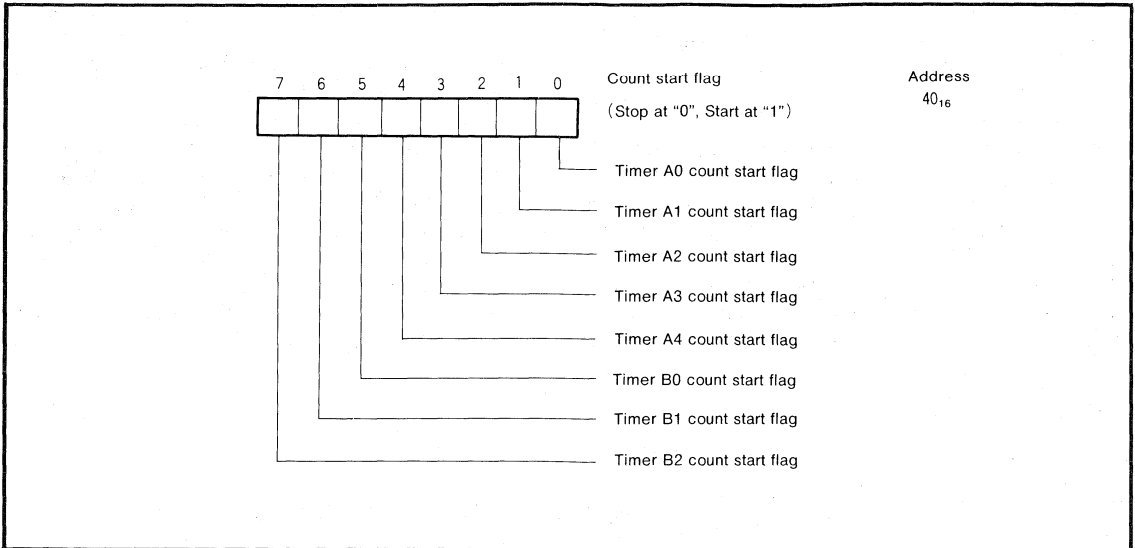 Count start flag Address
7 6 5 4 3 2 1 0
(Stop at “0”, Start at “1”) 40₁₆
Timer A0 count start flag
Timer A1 count start flag
Timer A2 count start flag
Timer A3 count start flag
Timer A4 count start flag
Timer B0 count start flag
Timer B1 count start flag
Timer B2 count start flag